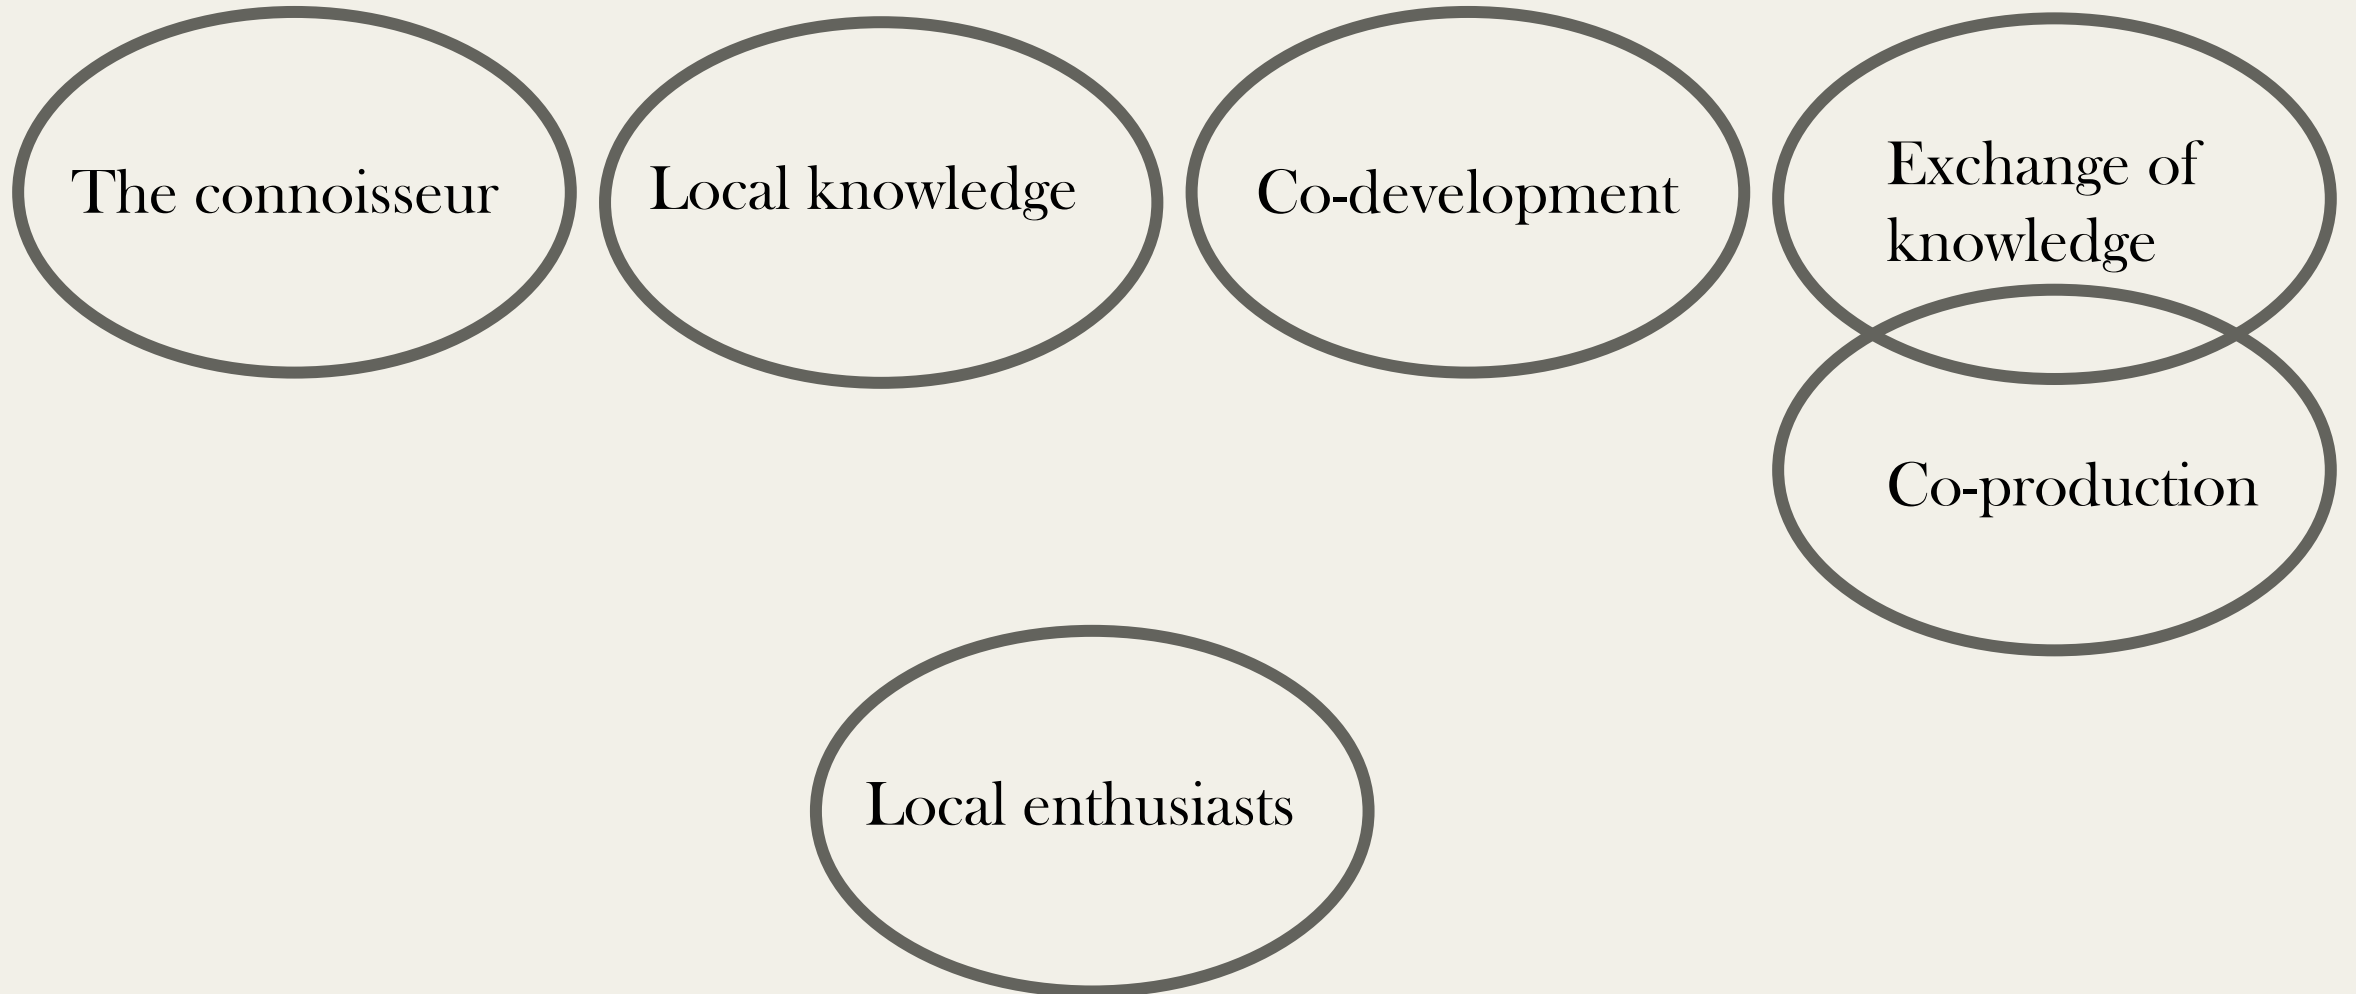 The connoisseur
Local knowledge
Co-development
Exchange of
knowledge
Co-production
Local enthusiasts